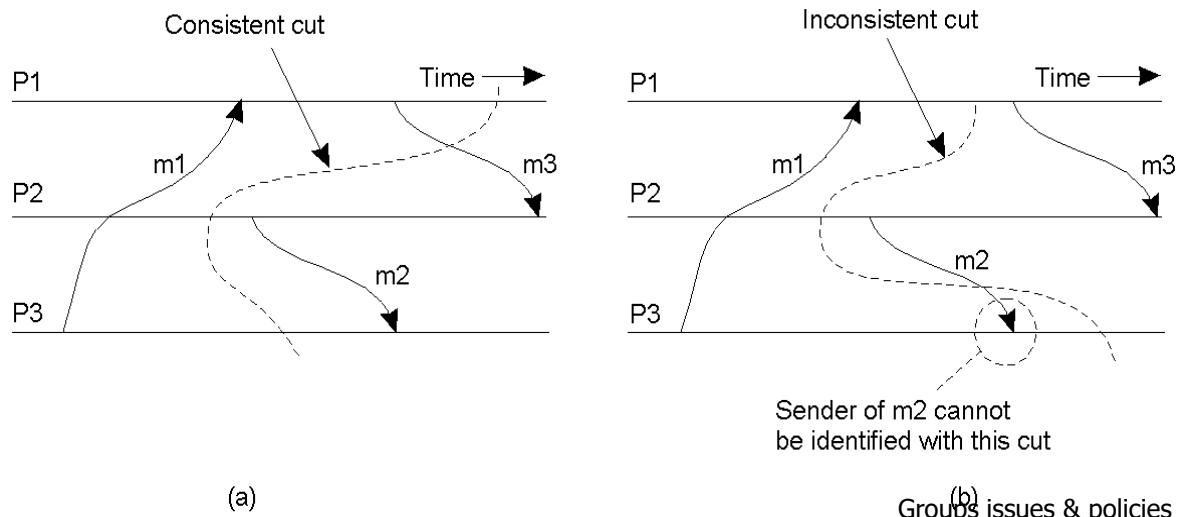 Consistent cut
Time
P1
m1
m3
P2
m2
P3
(a)
Inconsistent cut
Time
P1
m1
m3
P2
m2
P3
Sender of m2 cannot
be identified with this cut
(b)
Groups issues & policies